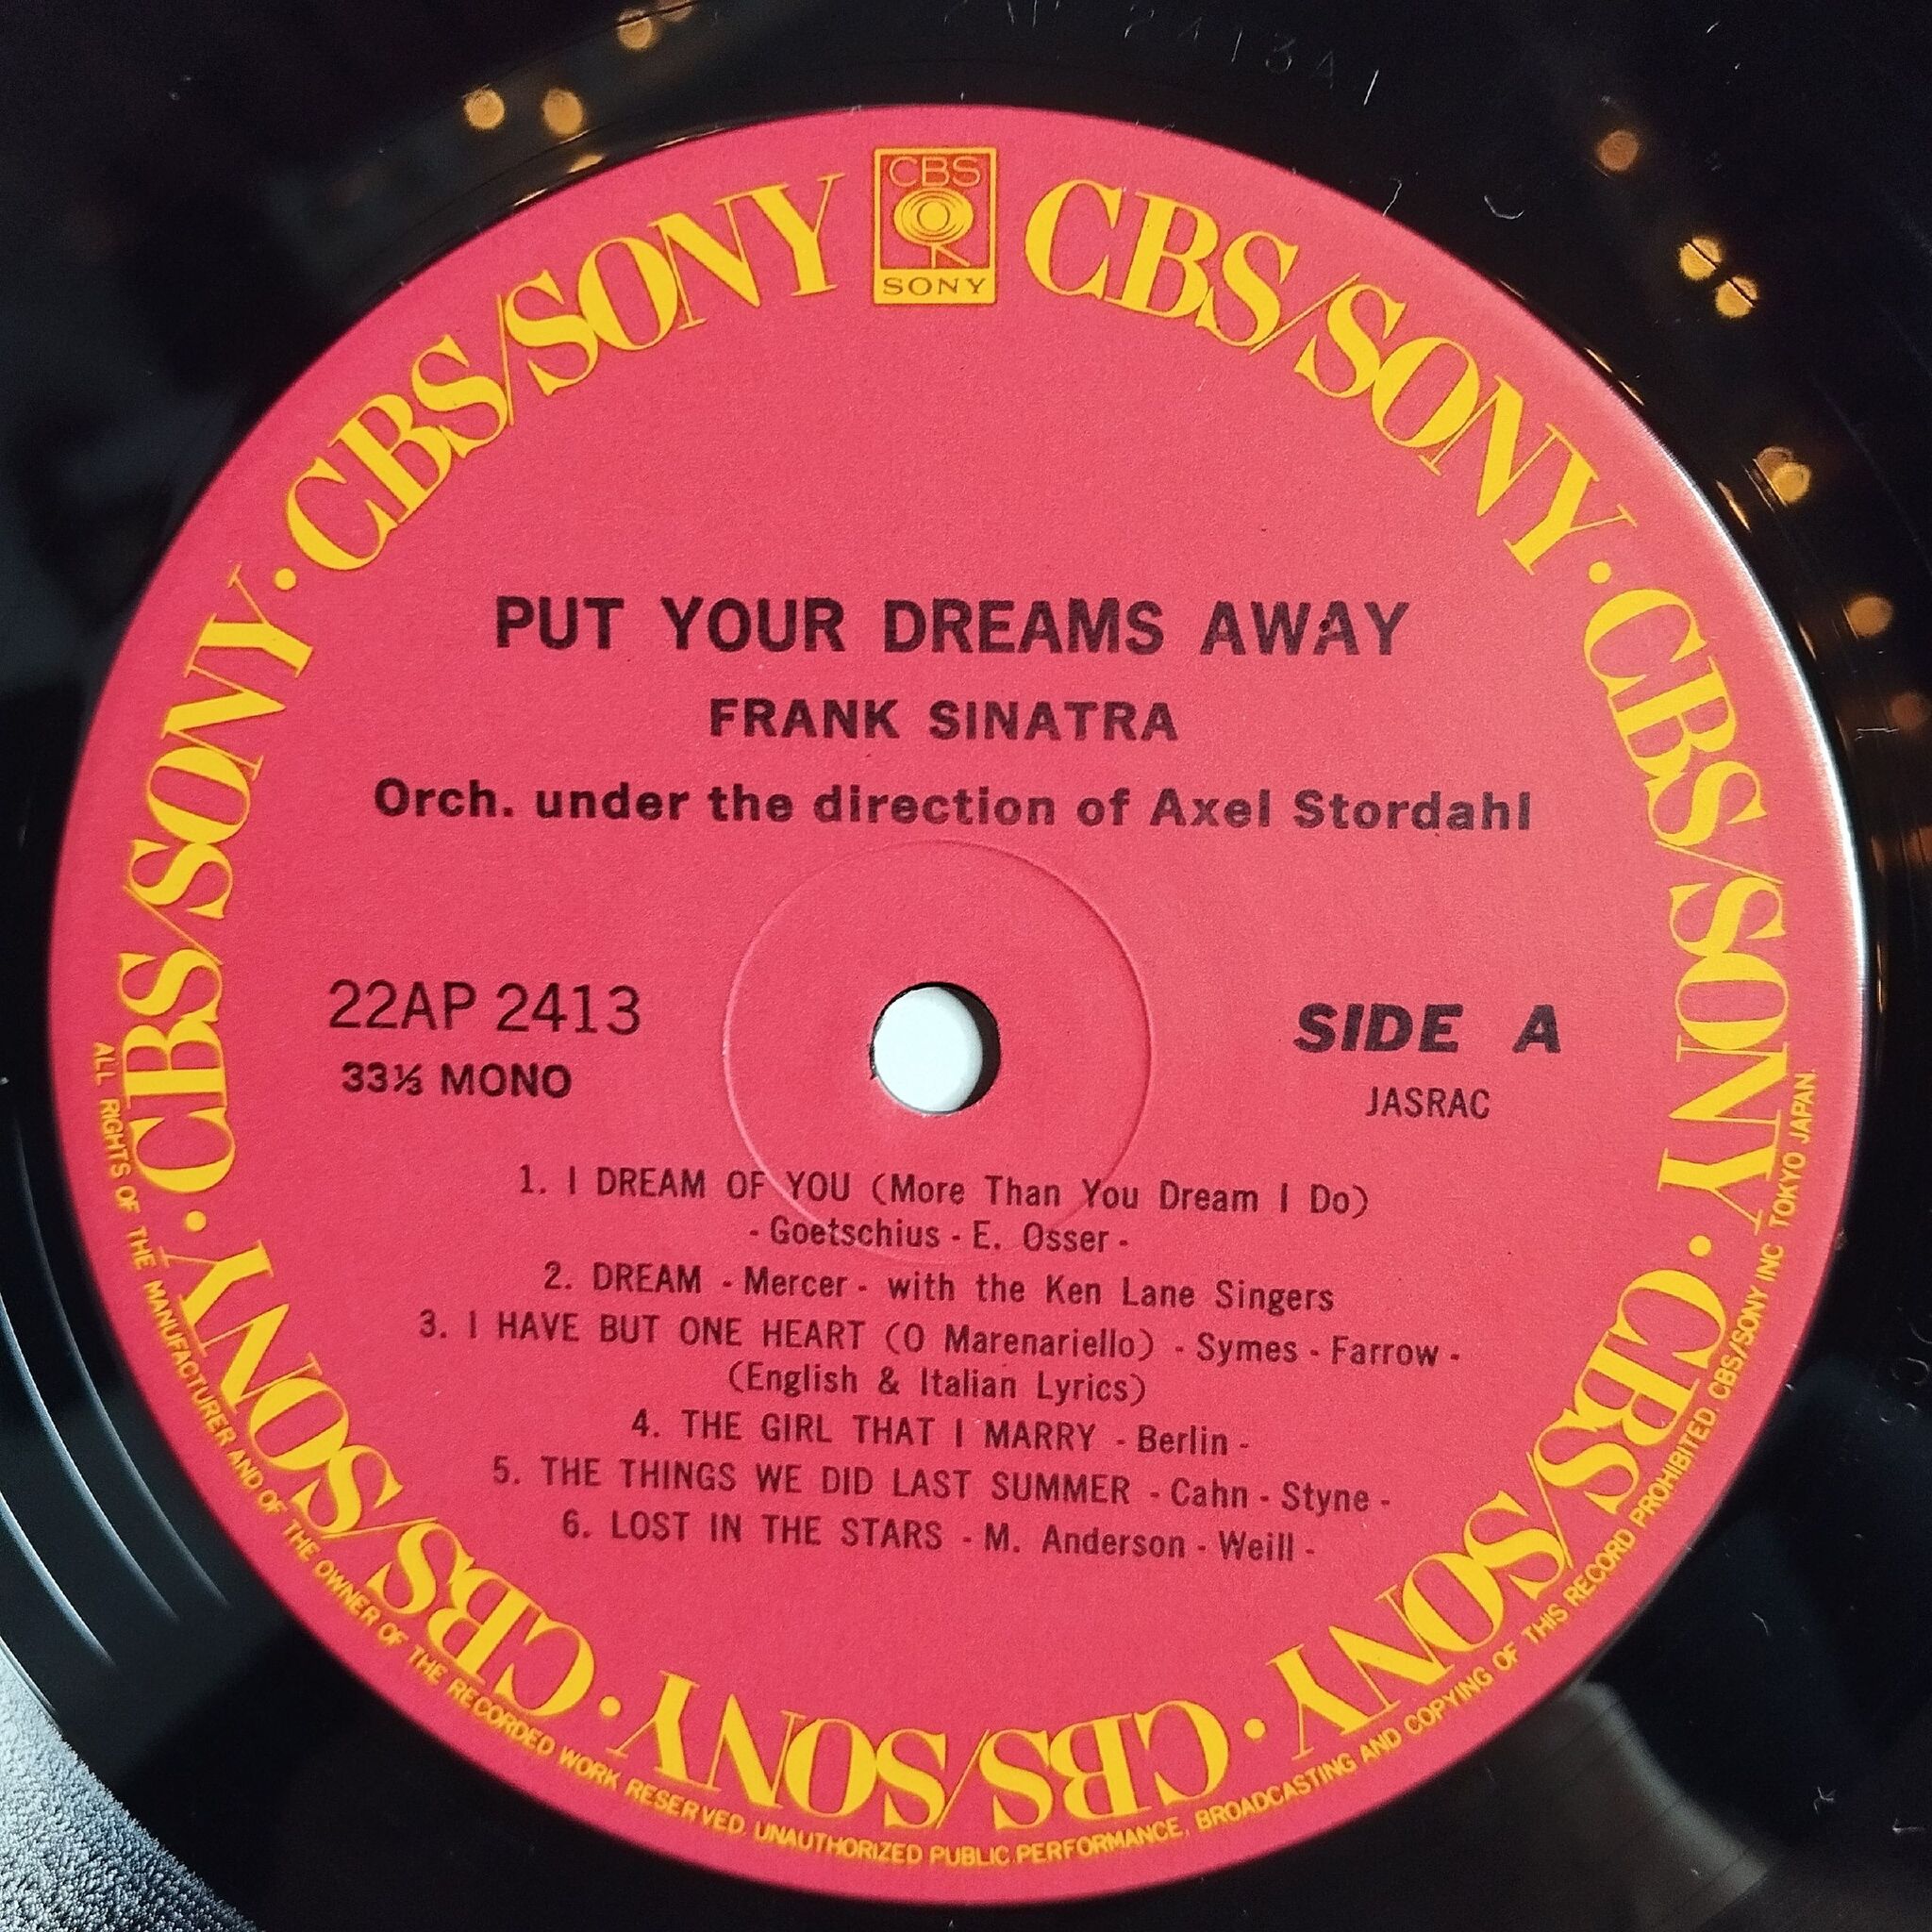 CBS
SONY
CBS/SONY · CBS/SONY · CBS/SONY · CBS/SONY · CBS/SONY · CBS/SONY · CBS/SONY
PUT YOUR DREAMS AWAY
FRANK SINATRA
Orch. under the direction of Axel Stordahl
22AP 2413
33⅓ MONO
SIDE A
JASRAC
1. I DREAM OF YOU (More Than You Dream I Do)
- Goetschius - E. Osser -
2. DREAM - Mercer - with the Ken Lane Singers
3. I HAVE BUT ONE HEART (O Marenariello) - Symes - Farrow -
(English & Italian Lyrics)
4. THE GIRL THAT I MARRY - Berlin -
5. THE THINGS WE DID LAST SUMMER - Cahn - Styne -
6. LOST IN THE STARS - M. Anderson - Weill -
ALL RIGHTS OF THE MANUFACTURER AND OF THE OWNER OF THE RECORDED WORK RESERVED. UNAUTHORIZED PUBLIC PERFORMANCE, BROADCASTING AND COPYING OF THIS RECORD PROHIBITED. CBS/SONY INC TOKYO JAPAN.